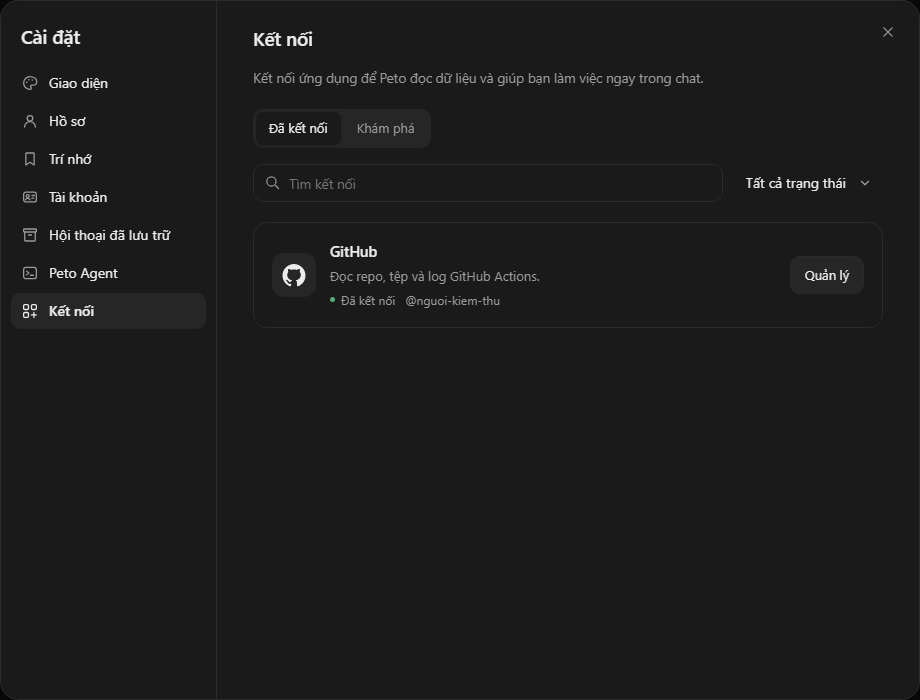 Cài đặt
Giao diện
Hồ sơ
Trí nhớ
Tài khoản
Hội thoại đã lưu trữ
Peto Agent
Kết nối
Kết nối
Kết nối ứng dụng để Peto đọc dữ liệu và giúp bạn làm việc ngay trong chat.
Đã kết nối Khám phá
Tìm kết nối Tất cả trạng thái
GitHub
Đọc repo, tệp và log GitHub Actions.
Đã kết nối @nguoi-kiem-thu
Quản lý